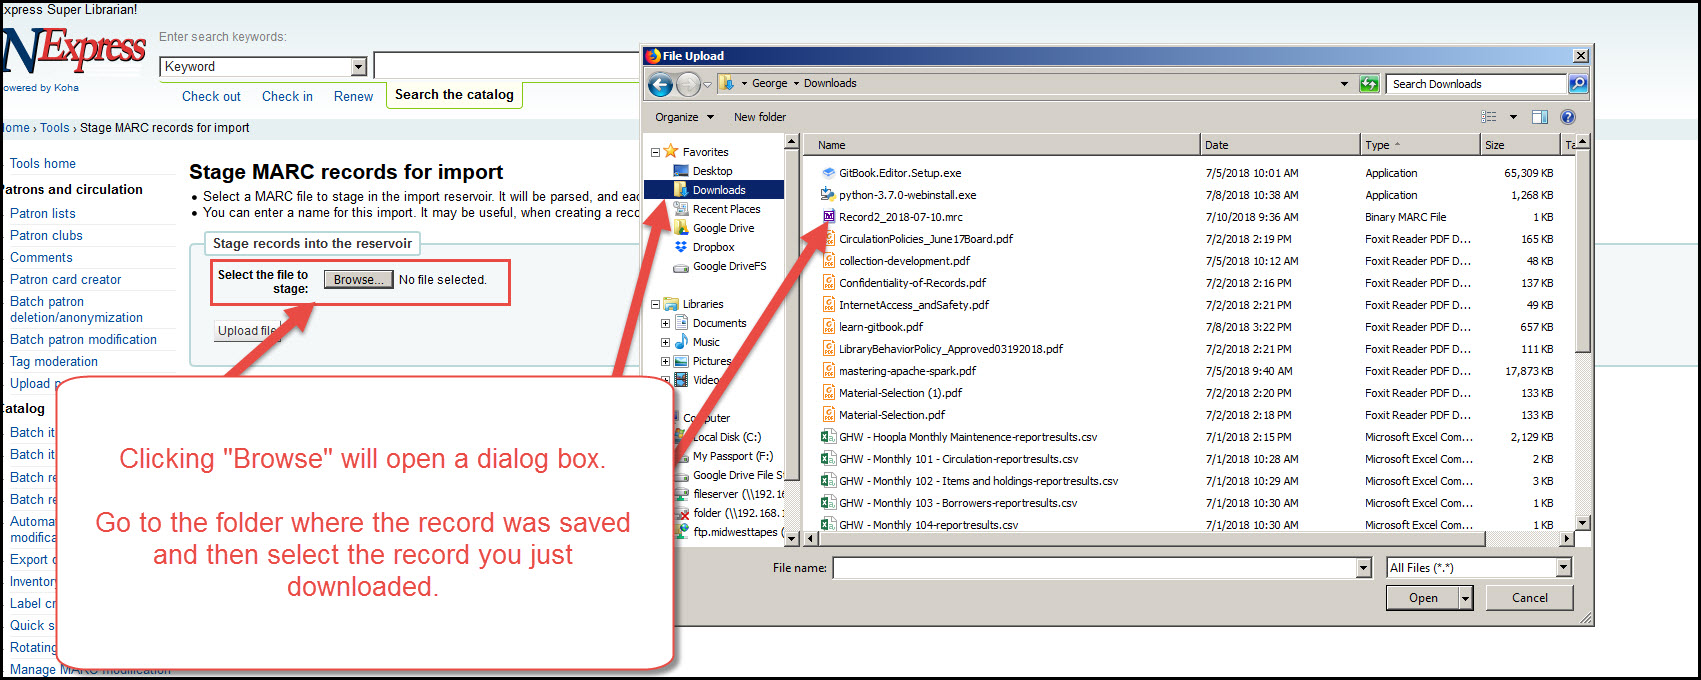 xpress Super Librarian!
NExpress
owered by Koha
Enter search keywords:
Keyword
Check out
Check in
Renew
Search the catalog
ome › Tools › Stage MARC records for import
Tools home
atrons and circulation
Patron lists
Patron clubs
Comments
Patron card creator
Batch patron
deletion/anonymization
Batch patron modification
Tag moderation
Upload
atalog
Batch it
Batch it
Batch re
Batch re
Automa
modifica
Export
Inventory
Label cr
Quick s
Rotating
Manage MARC modification
Stage MARC records for import
• Select a MARC file to stage in the import reservoir. It will be parsed, and eac
• You can enter a name for this import. It may be useful, when creating a reco
Stage records into the reservoir
Select the file to
stage:
Browse...
No file selected.
Upload file
Clicking "Browse" will open a dialog box.
Go to the folder where the record was saved
and then select the record you just
downloaded.
File Upload
George
Downloads
Search Downloads
Organize
New folder
Favorites
Desktop
Downloads
Recent Places
Google Drive
Dropbox
Google DriveFS
Libraries
Documents
Music
Pictures
Video
Computer
Local Disk (C:)
My Passport (F:)
Google Drive File S
fileserver (\\192.16
folder (\\192.168.
ftp.midwesttapes (
Name Date Type Size Ta
GitBook.Editor.Setup.exe 7/5/2018 10:01 AM Application 65,309 KB
python-3.7.0-webinstall.exe 7/8/2018 10:38 AM Application 1,268 KB
Record2_2018-07-10.mrc 7/10/2018 9:36 AM Binary MARC File 1 KB
CirculationPolicies_June17Board.pdf 7/2/2018 2:19 PM Foxit Reader PDF D... 165 KB
collection-development.pdf 7/5/2018 10:12 AM Foxit Reader PDF D... 48 KB
Confidentiality-of-Records.pdf 7/2/2018 2:16 PM Foxit Reader PDF D... 137 KB
InternetAccess_andSafety.pdf 7/2/2018 2:21 PM Foxit Reader PDF D... 49 KB
learn-gitbook.pdf 7/8/2018 3:22 PM Foxit Reader PDF D... 657 KB
LibraryBehaviorPolicy_Approved03192018.pdf 7/2/2018 2:21 PM Foxit Reader PDF D... 111 KB
mastering-apache-spark.pdf 7/5/2018 9:40 AM Foxit Reader PDF D... 17,873 KB
Material-Selection (1).pdf 7/2/2018 2:20 PM Foxit Reader PDF D... 133 KB
Material-Selection.pdf 7/2/2018 2:18 PM Foxit Reader PDF D... 133 KB
GHW - Hoopla Monthly Maintenence-reportresults.csv 7/1/2018 2:15 PM Microsoft Excel Com... 2,129 KB
GHW - Monthly 101 - Circulation-reportresults.csv 7/1/2018 10:28 AM Microsoft Excel Com... 2 KB
GHW - Monthly 102 - Items and holdings-reportresults.csv 7/1/2018 10:29 AM Microsoft Excel Com... 3 KB
GHW - Monthly 103 - Borrowers-reportresults.csv 7/1/2018 10:30 AM Microsoft Excel Com... 1 KB
GHW - Monthly 104-reportresults.csv 7/1/2018 10:30 AM Microsoft Excel Com... 1 KB
File name:
All Files (*.*)
Open
Cancel